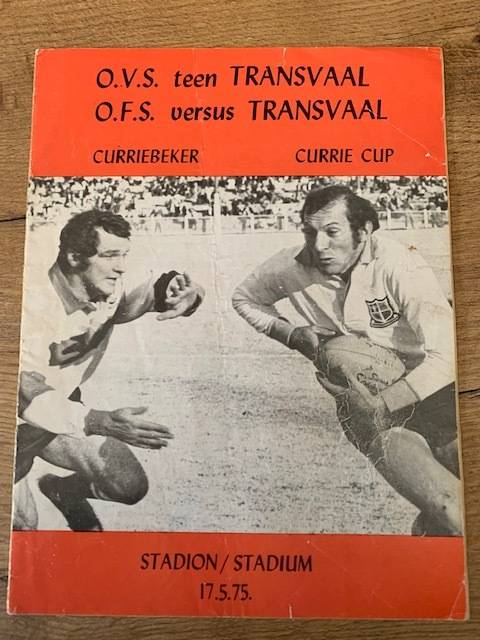 O.V.S. teen TRANSVAAL
O.F.S. versus TRANSVAAL
CURRIEBEKER CURRIE CUP
STADION/STADIUM
17.5.75.